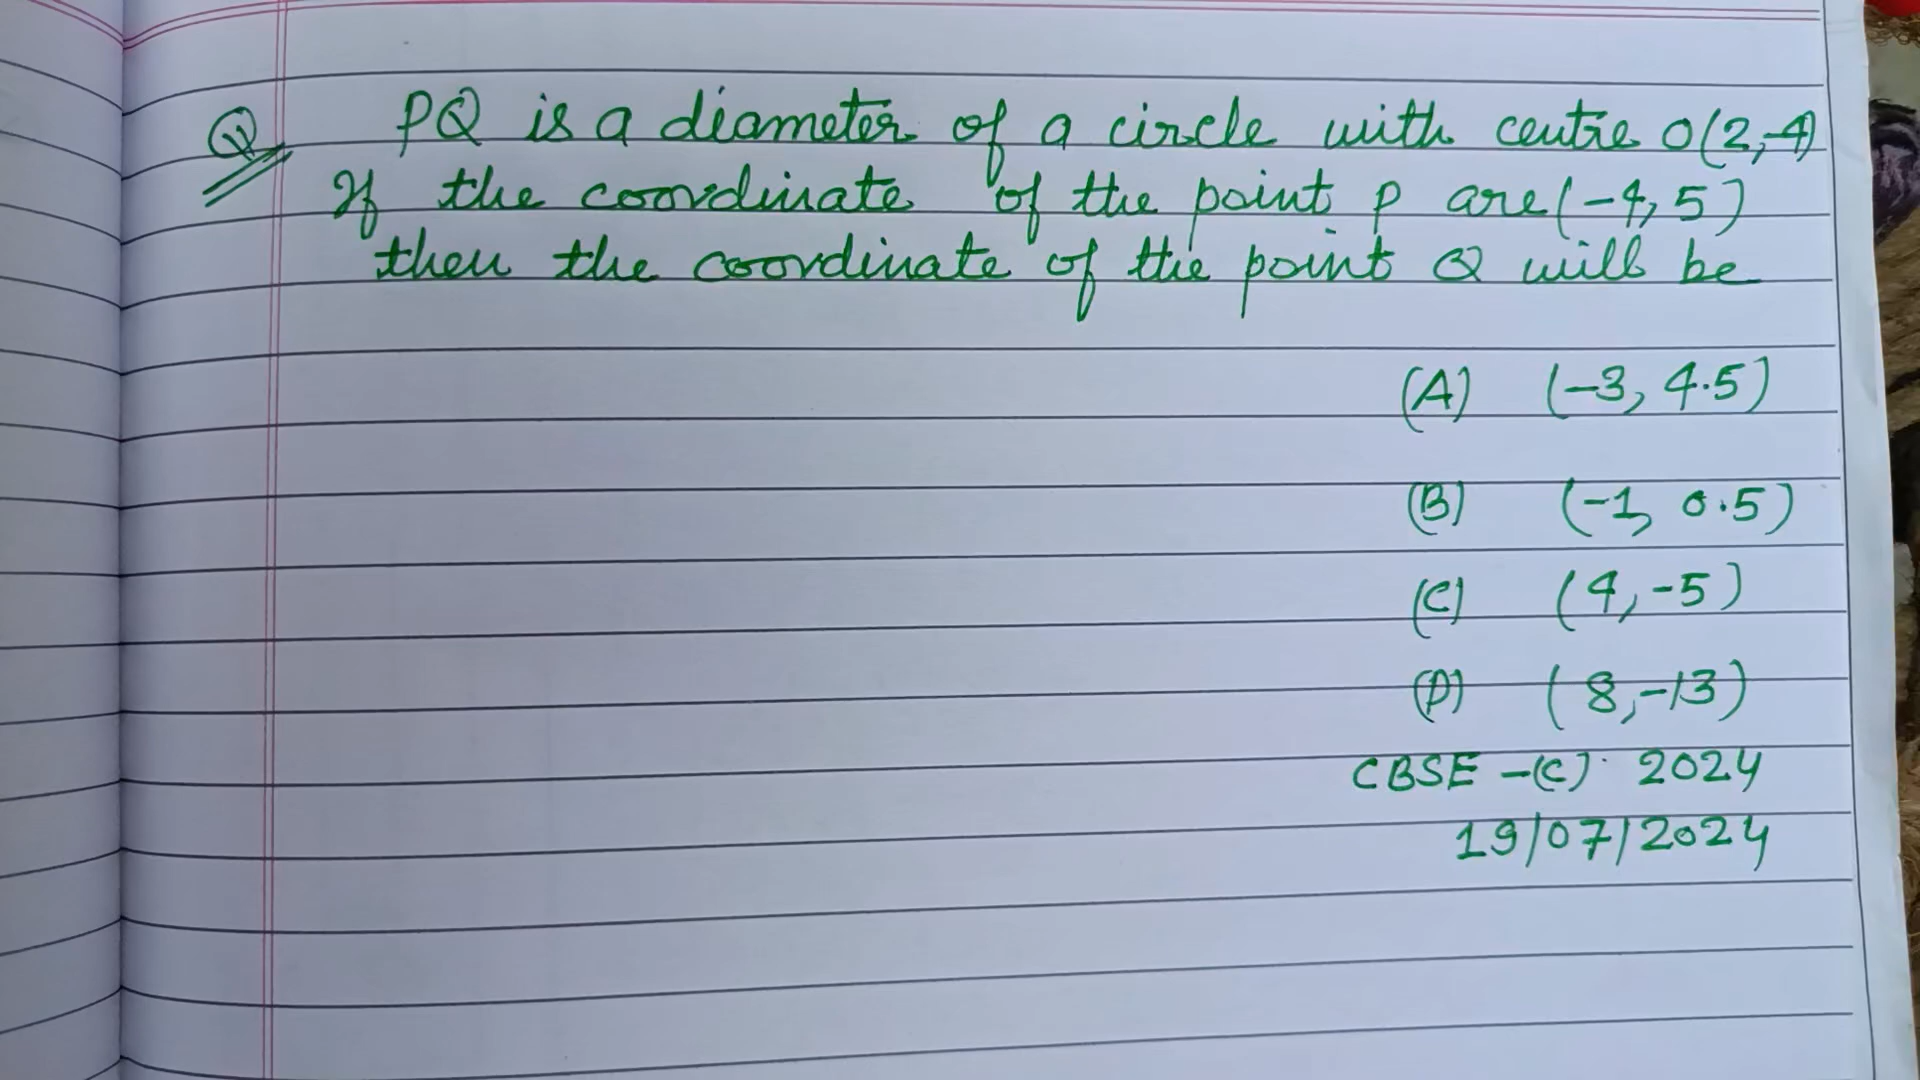 Q, PQ is a diameter of a circle with centre O(2,-4)
If the coordinate of the point P are (-4, 5)
then the coordinate of the point Q will be
(A) (-3, 4.5)
(B) (-1, 0.5)
(C) (4, -5)
(D) (8, -13)
CBSE -(C). 2024
19/07/2024